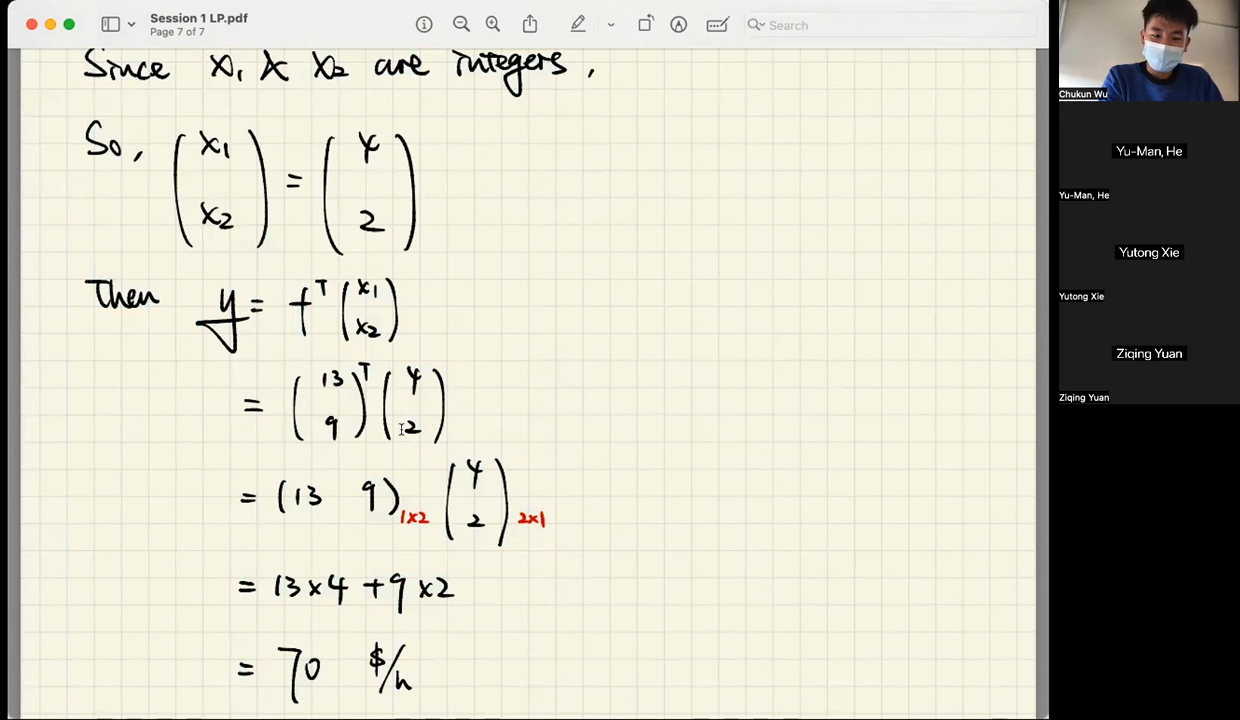 Session 1 LP.pdf
Page 7 of 7
Search
Since x₁ & x₂ are integers,
So, (x₁ x₂) = (4 2)
Then y = fᵀ (x₁ x₂)
= (13 9)ᵀ (4 2)
= (13 9)1x2 (4 2)2x1
= 13x4 + 9x2
= 70 $/h
Chukun Wu
Yu-Man, He
Yu-Man, He
Yutong Xie
Yutong Xie
Ziqing Yuan
Ziqing Yuan